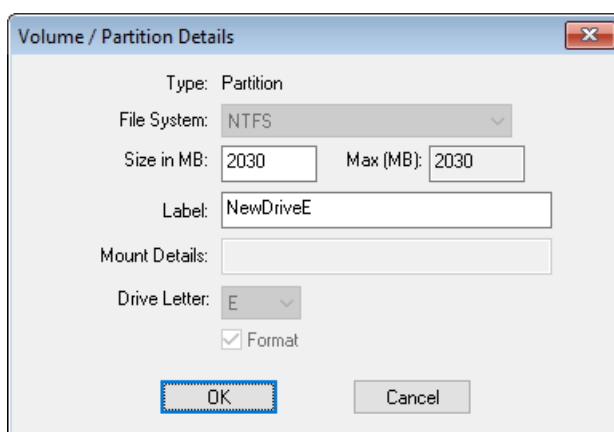 Volume / Partition Details
Type: Partition
File System: NTFS
Size in MB: 2030 Max (MB): 2030
Label: NewDriveE
Mount Details:
Drive Letter: E
Format
OK Cancel